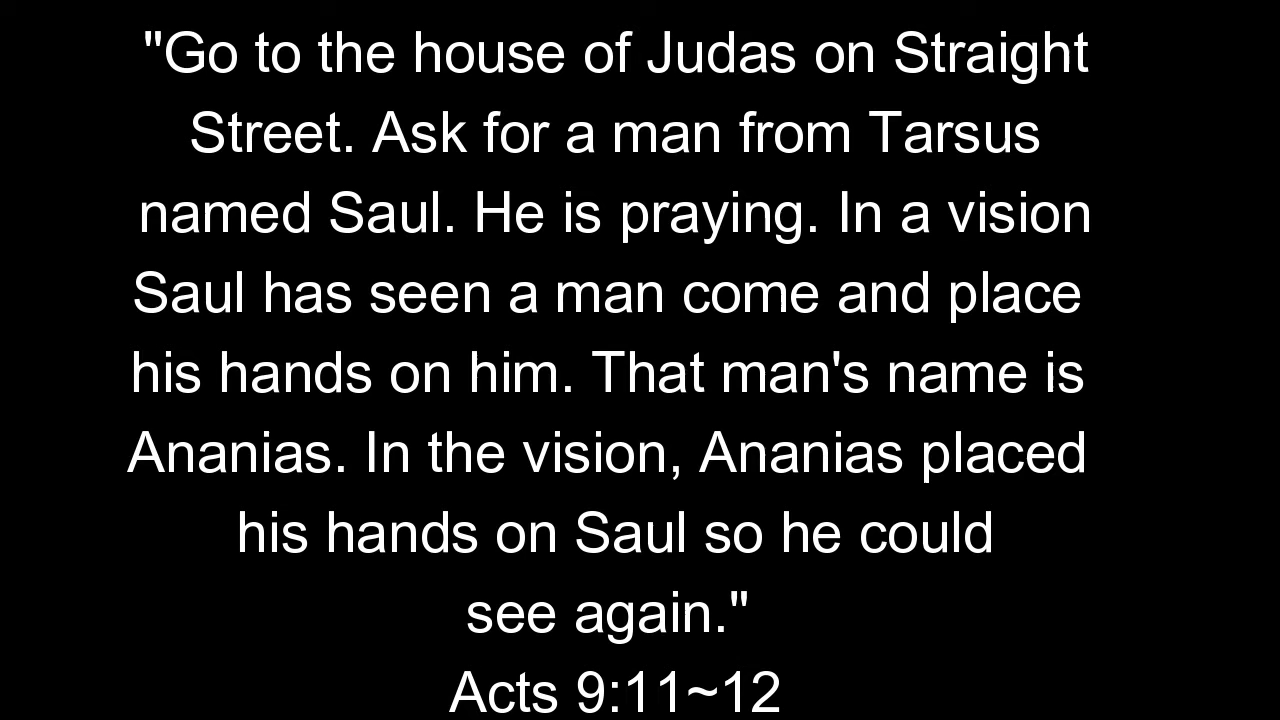 "Go to the house of Judas on Straight
Street. Ask for a man from Tarsus
named Saul. He is praying. In a vision
Saul has seen a man come and place
his hands on him. That man's name is
Ananias. In the vision, Ananias placed
his hands on Saul so he could
see again."
Acts 9:11~12